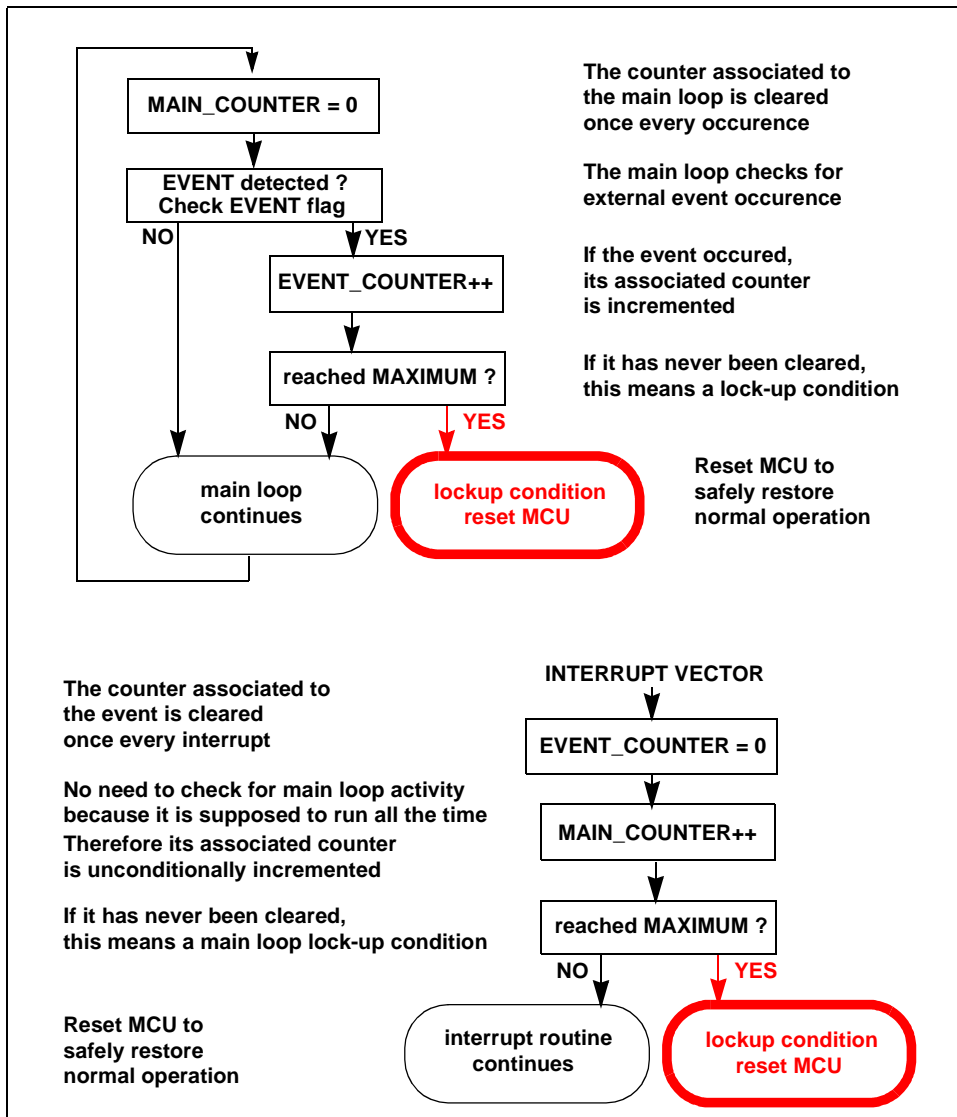 MAIN_COUNTER = 0
The counter associated to
the main loop is cleared
once every occurence
EVENT detected ?
Check EVENT flag
The main loop checks for
external event occurence
NO
YES
EVENT_COUNTER++
If the event occured,
its associated counter
is incremented
reached MAXIMUM ?
If it has never been cleared,
this means a lock-up condition
NO
YES
main loop
continues
lockup condition
reset MCU
Reset MCU to
safely restore
normal operation
The counter associated to
the event is cleared
once every interrupt
INTERRUPT VECTOR
EVENT_COUNTER = 0
No need to check for main loop activity
because it is supposed to run all the time
Therefore its associated counter
is unconditionally incremented
MAIN_COUNTER++
If it has never been cleared,
this means a main loop lock-up condition
reached MAXIMUM ?
NO
YES
Reset MCU to
safely restore
normal operation
interrupt routine
continues
lockup condition
reset MCU